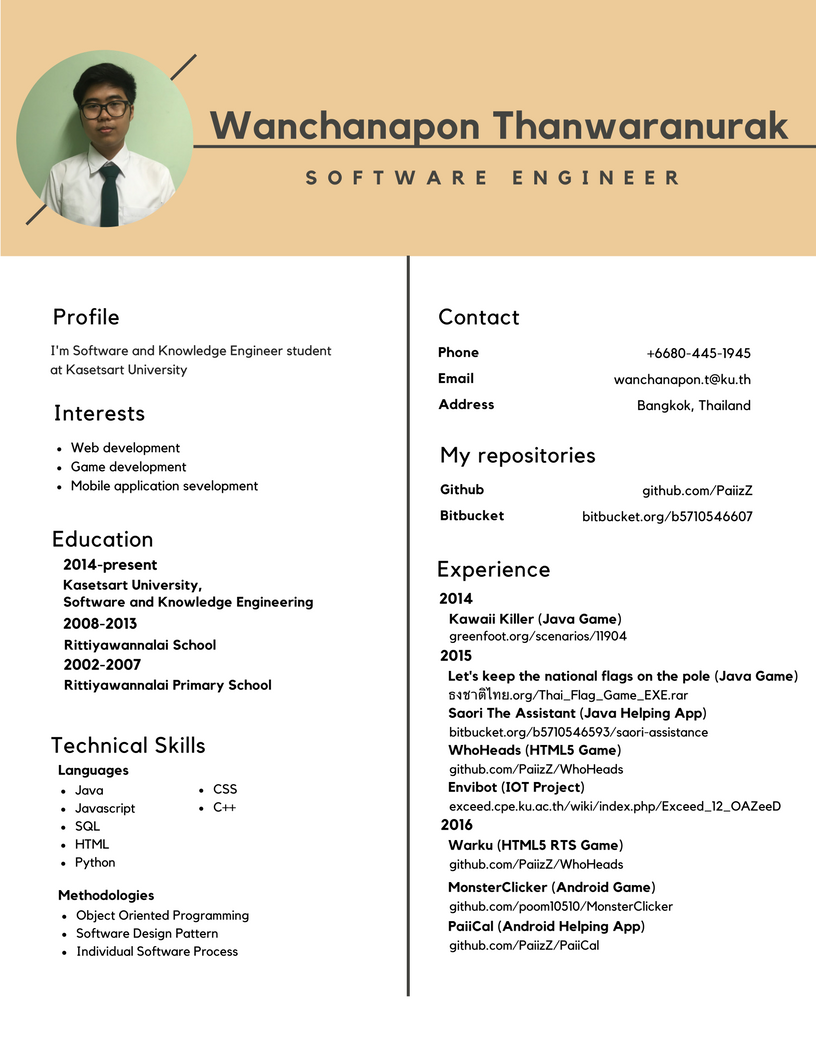 Wanchanapon Thanwaranurak
SOFTWARE ENGINEER
Profile
I'm Software and Knowledge Engineer student
at Kasetsart University
Interests
• Web development
• Game development
• Mobile application sevelopment
Education
2014-present
Kasetsart University,
Software and Knowledge Engineering
2008-2013
Rittiyawannalai School
2002-2007
Rittiyawannalai Primary School
Technical Skills
Languages
• Java
• Javascript
• SQL
• HTML
• Python
• CSS
• C++
Methodologies
• Object Oriented Programming
• Software Design Pattern
• Individual Software Process
Contact
Phone +6680-445-1945
Email wanchanapon.t@ku.th
Address Bangkok, Thailand
My repositories
Github github.com/PaiizZ
Bitbucket bitbucket.org/b5710546607
Experience
2014
Kawaii Killer (Java Game)
greenfoot.org/scenarios/11904
2015
Let's keep the national flags on the pole (Java Game)
ธงชาติไทย.org/Thai_Flag_Game_EXE.rar
Saori The Assistant (Java Helping App)
bitbucket.org/b5710546593/saori-assistance
WhoHeads (HTML5 Game)
github.com/PaiizZ/WhoHeads
Envibot (IOT Project)
exceed.cpe.ku.ac.th/wiki/index.php/Exceed_12_OAZeeD
2016
Warku (HTML5 RTS Game)
github.com/PaiizZ/WhoHeads
MonsterClicker (Android Game)
github.com/poom10510/MonsterClicker
PaiiCal (Android Helping App)
github.com/PaiizZ/PaiiCal